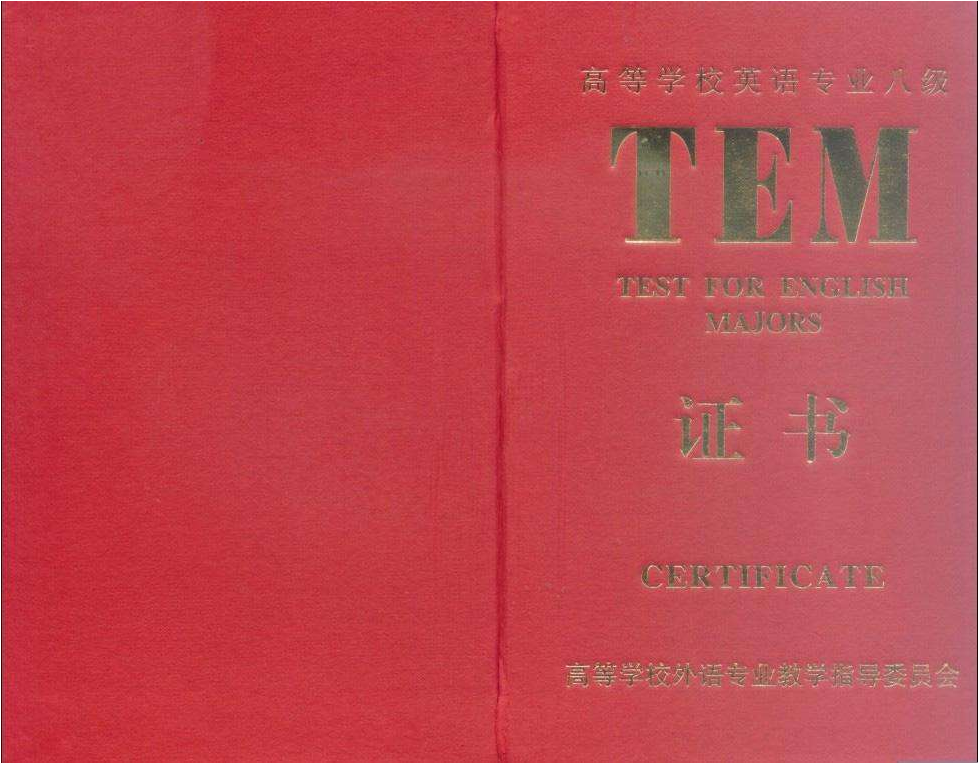 高等学校英语专业八级
TEM
TEST FOR ENGLISH
MAJORS
证书
CERTIFICATE
高等学校外语专业教学指导委员会